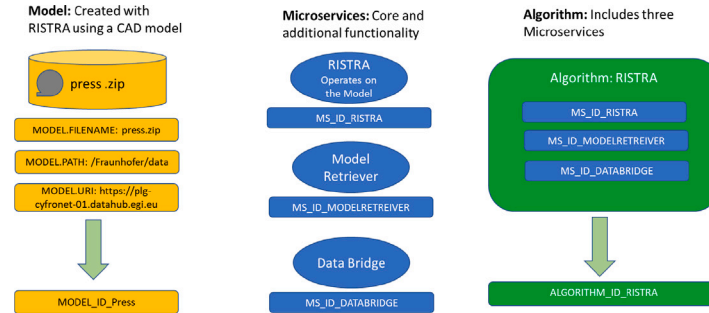 Model: Created with
RISTRA using a CAD model
press .zip
MODEL.FILENAME: press.zip
MODEL.PATH: /Fraunhofer/data
MODEL.URI: https://plg-
cyfronet-01.datahub.egi.eu
MODEL_ID_Press
Microservices: Core and
additional functionality
RISTRA
Operates on
the Model
MS_ID_RISTRA
Model
Retriever
MS_ID_MODELRETREIVER
Data Bridge
MS_ID_DATABRIDGE
Algorithm: Includes three
Microservices
Algorithm: RISTRA
MS_ID_RISTRA
MS_ID_MODELRETREIVER
MS_ID_DATABRIDGE
ALGORITHM_ID_RISTRA